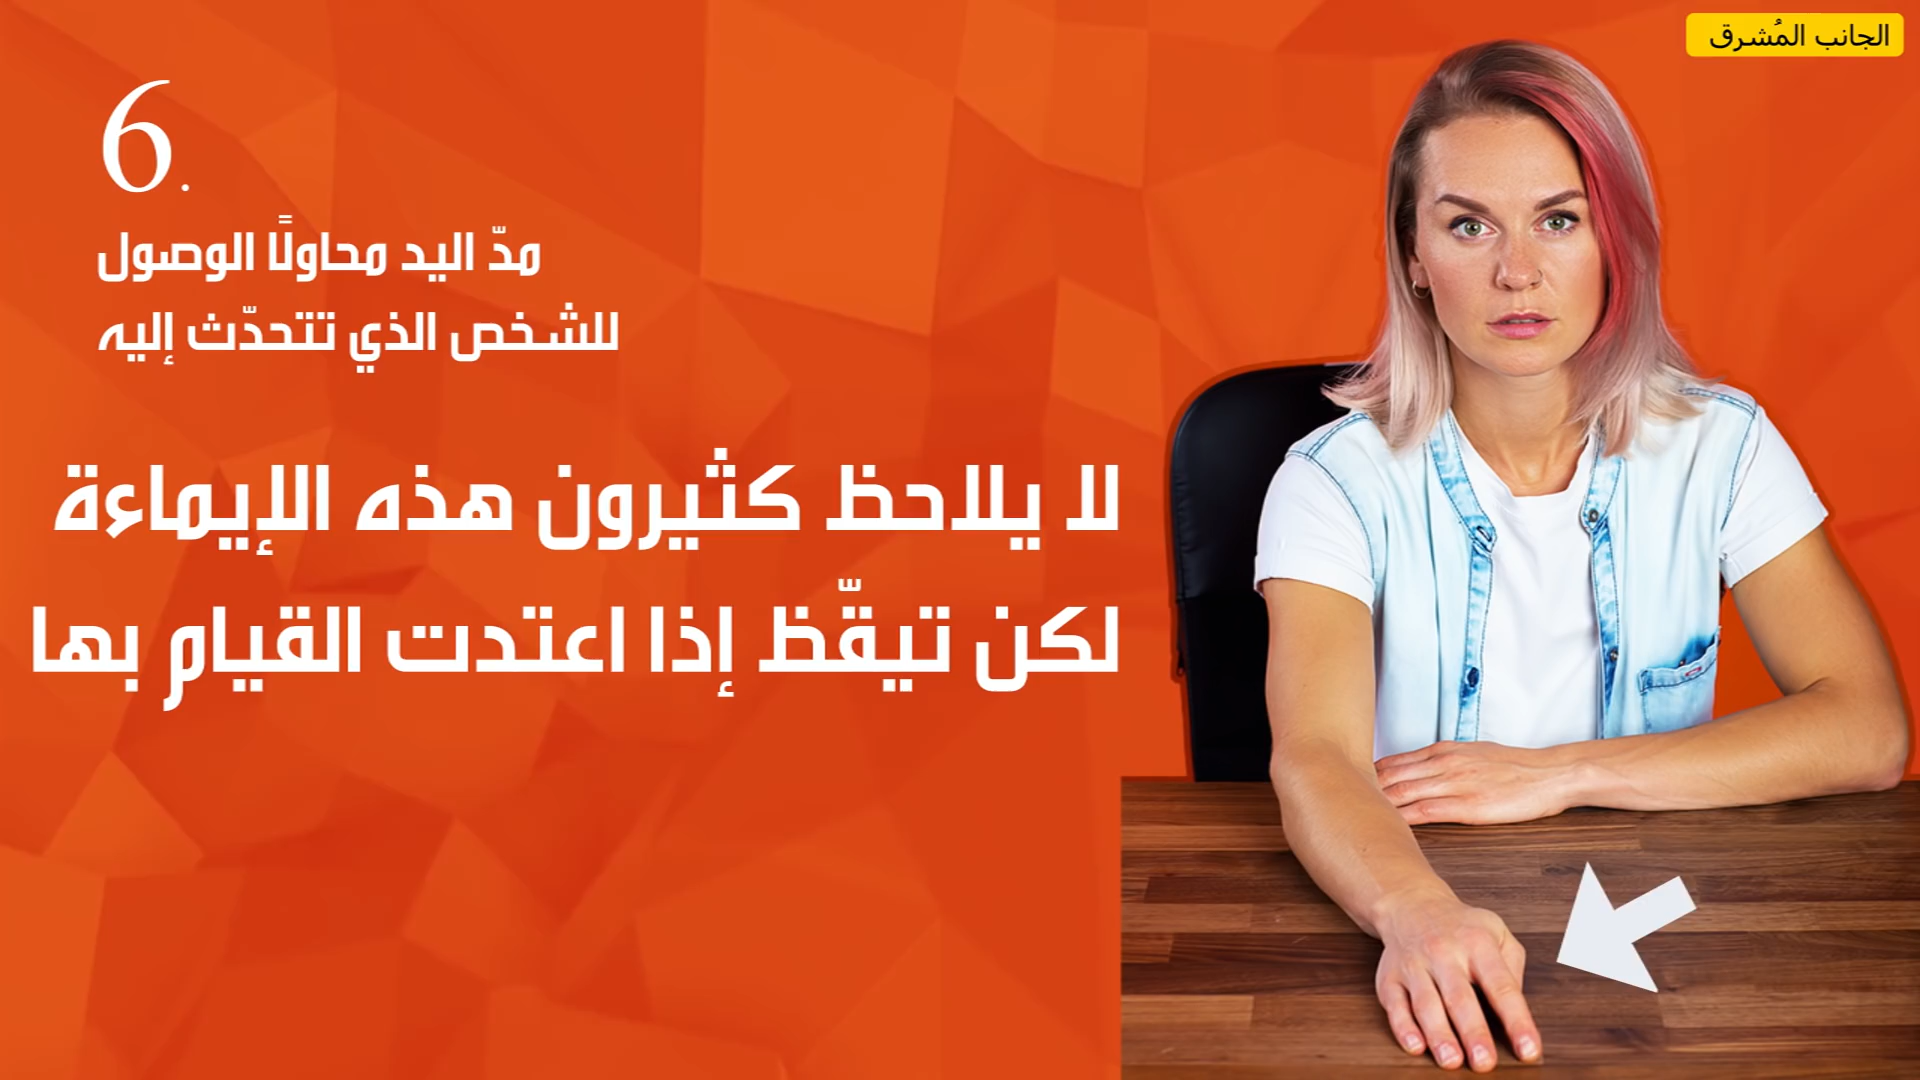 الجانب المُشرق
6.
مدّ اليد محاولًا الوصول
للشخص الذي تتحدّث إليه
لا يلاحظ كثيرون هذه الإيماءة
لكن تيقّظ إذا اعتدت القيام بها